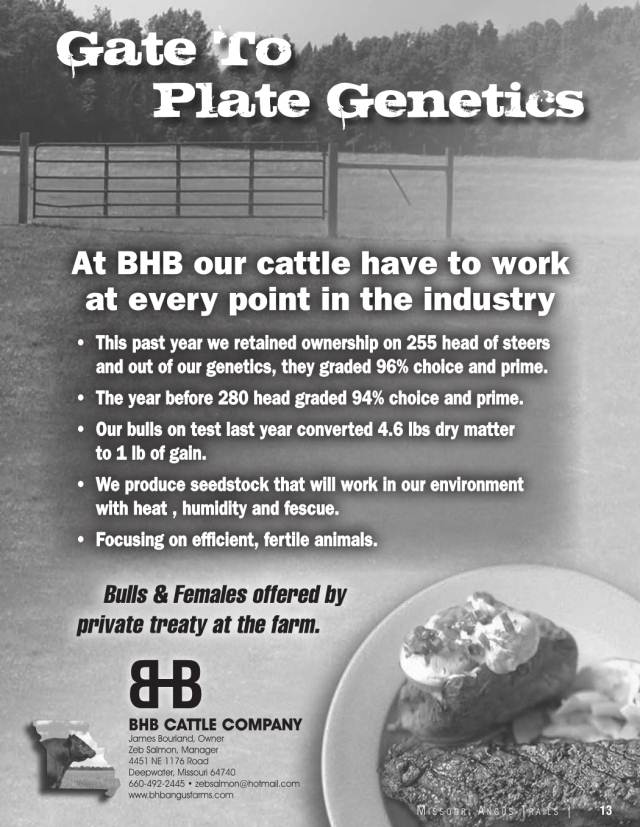 Gate To
Plate Genetics
At BHB our cattle have to work
at every point in the industry
• This past year we retained ownership on 255 head of steers
and out of our genetics, they graded 96% choice and prime.
• The year before 280 head graded 94% choice and prime.
• Our bulls on test last year converted 4.6 lbs dry matter
to 1 lb of gain.
• We produce seedstock that will work in our environment
with heat , humidity and fescue.
• Focusing on efficient, fertile animals.
Bulls & Females offered by
private treaty at the farm.
BHB
BHB CATTLE COMPANY
James Bourland, Owner
Zeb Salmon, Manager
4451 NE 1176 Road
Deepwater, Missouri 64740
660-492-2445 • zebsalmon@hotmail.com
www.bhbangusfarms.com
MISSOURI ANGUS TRAILS | 13